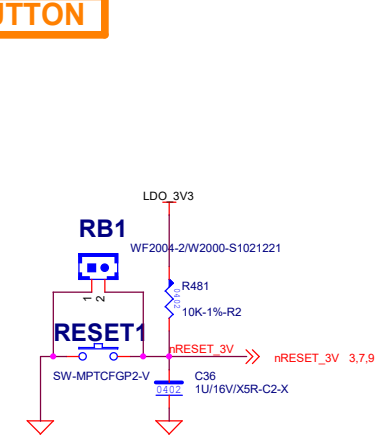 UTTON
LDO_3V3
RB1
WF2004-2/W2000-S1021221
R481
0402
10K-1%-R2
1
2
RESET1
nRESET_3V
nRESET_3V 3,7,9
SW-MPTCFGP2-V
C36
0402
1U/16V/X5R-C2-X